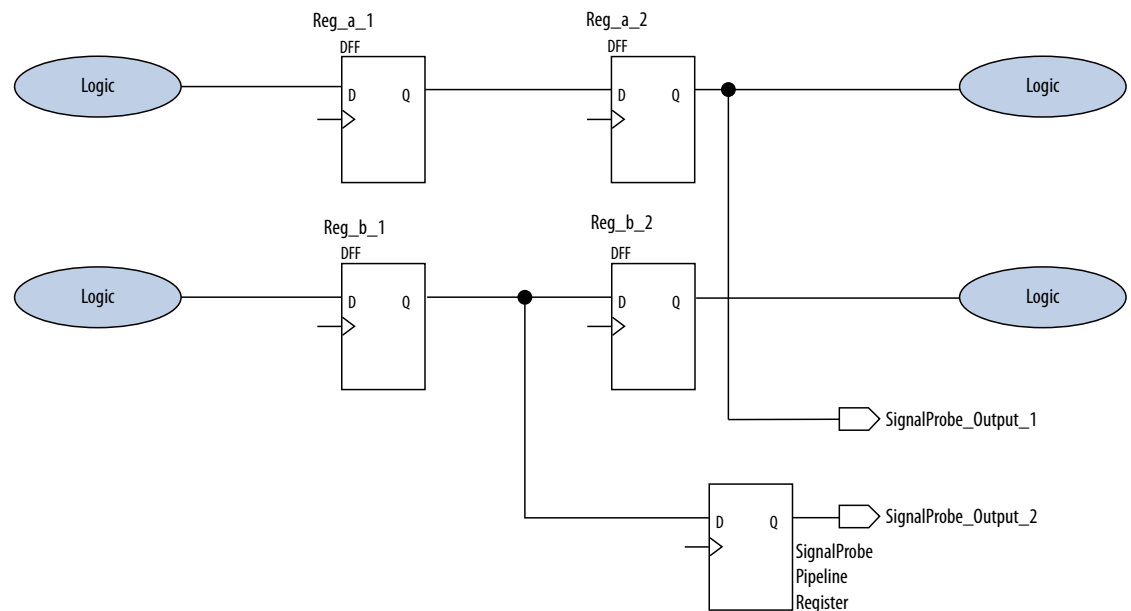 Reg_a_1
Reg_a_2
DFF
DFF
Logic
D Q
D Q
Logic
Reg_b_1
Reg_b_2
DFF
DFF
Logic
D Q
D Q
Logic
SignalProbe_Output_1
D Q
SignalProbe_Output_2
SignalProbe
Pipeline
Register